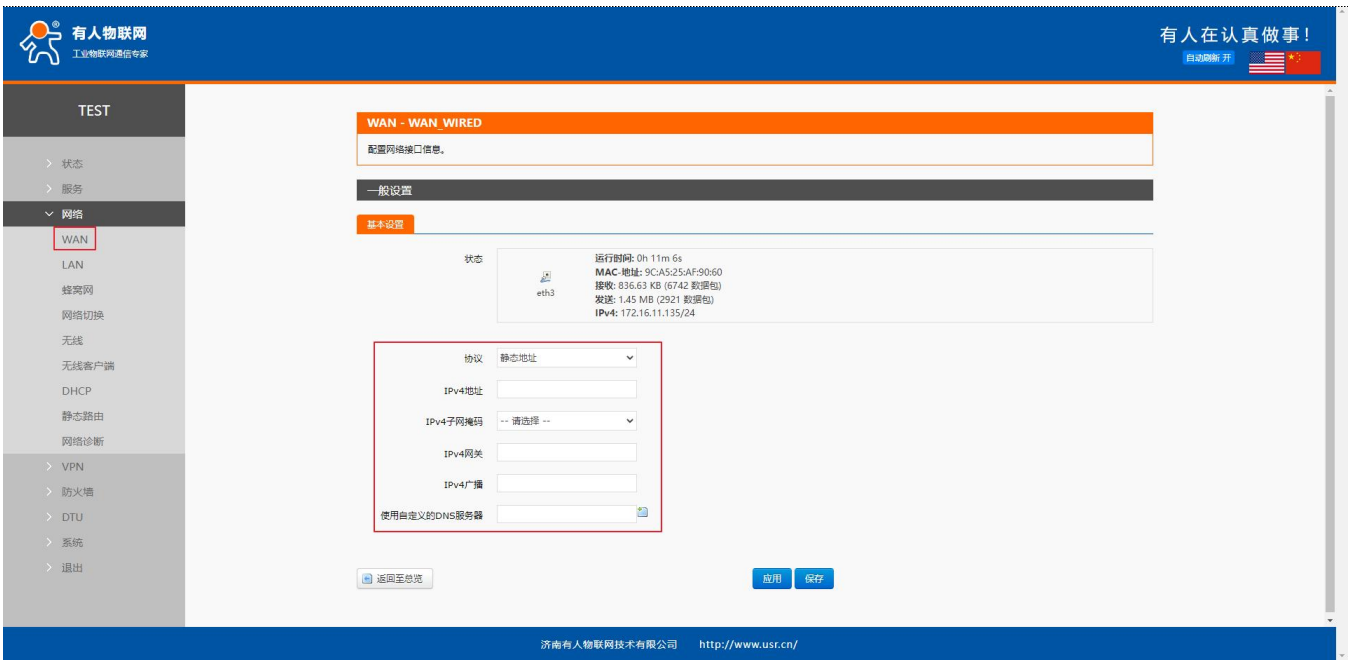 有人物联网
工业物联网通信专家
有人在认真做事!
自动刷新 开
TEST
状态
服务
网络
WAN
LAN
蜂窝网
网络切换
无线
无线客户端
DHCP
静态路由
网络诊断
VPN
防火墙
DTU
系统
退出
WAN - WAN_WIRED
配置网络接口信息。
一般设置
基本设置
状态
eth3
运行时间: 0h 11m 6s
MAC-地址: 9C:A5:25:AF:90:60
接收: 836.63 KB (6742 数据包)
发送: 1.45 MB (2921 数据包)
IPv4: 172.16.11.135/24
协议 静态地址
IPv4地址
IPv4子网掩码 -- 请选择 --
IPv4网关
IPv4广播
使用自定义的DNS服务器
返回至总览 应用 保存
济南有人物联网技术有限公司 http://www.usr.cn/